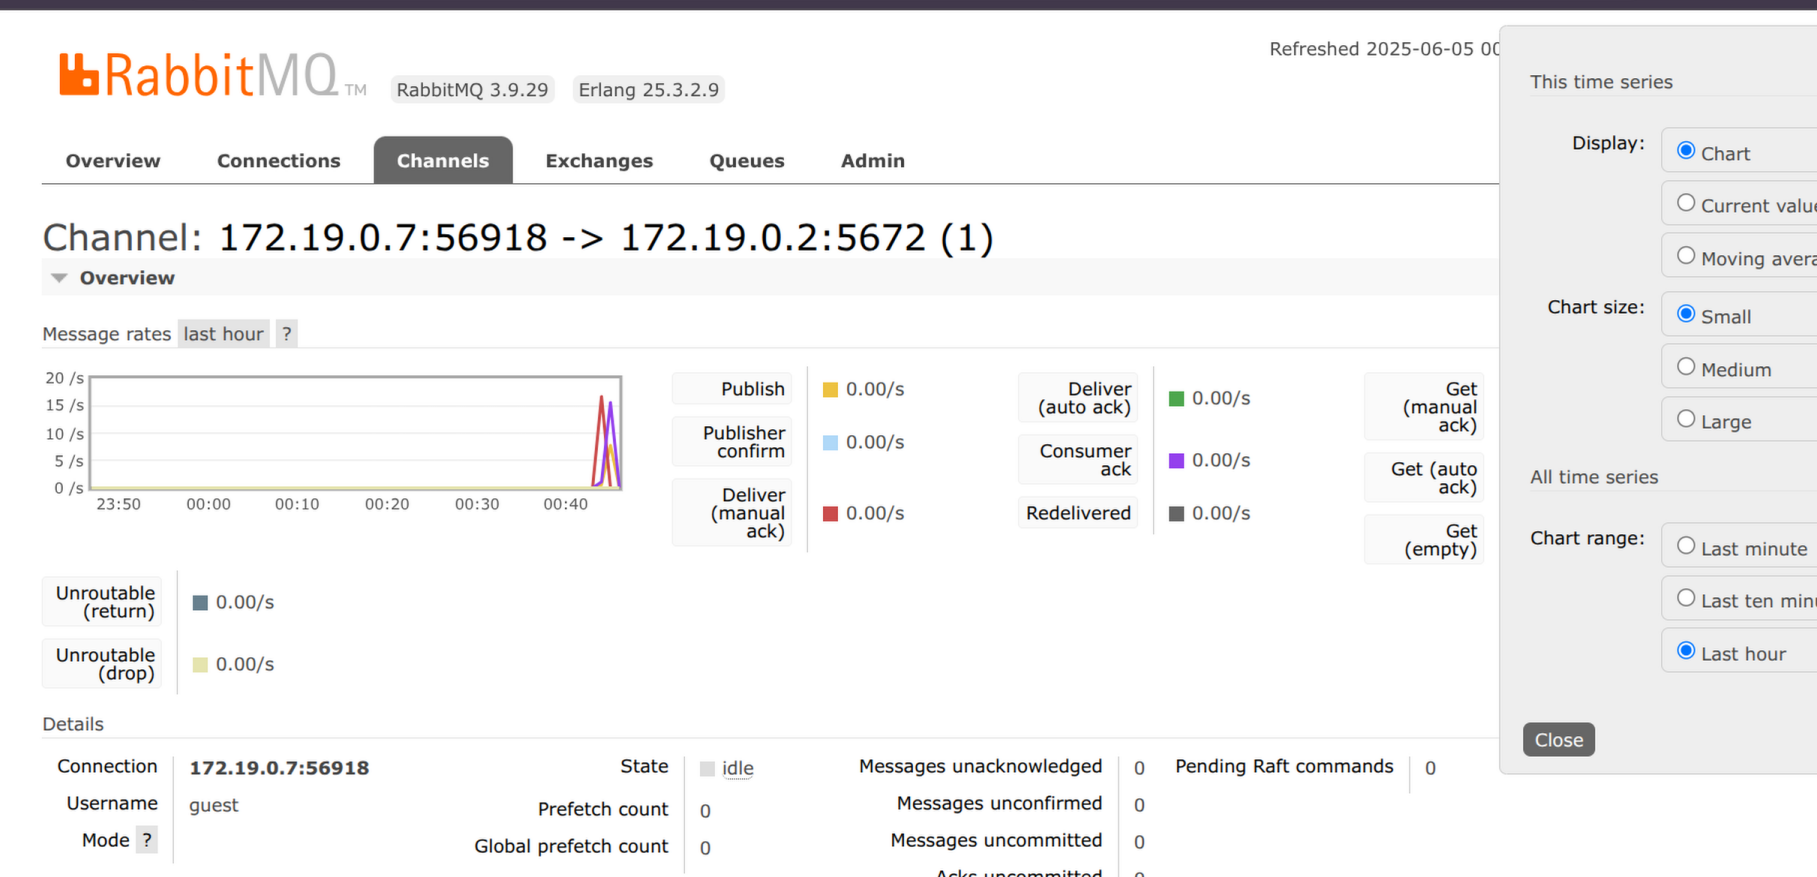 Refreshed 2025-06-05 00
RabbitMQ TM
RabbitMQ 3.9.29
Erlang 25.3.2.9
Overview
Connections
Channels
Exchanges
Queues
Admin
Channel: 172.19.0.7:56918 -> 172.19.0.2:5672 (1)
Overview
Message rates last hour ?
20 /s
15 /s
10 /s
5 /s
0 /s
23:50 00:00 00:10 00:20 00:30 00:40
Publish
0.00/s
Publisher
confirm
0.00/s
Deliver
(manual
ack)
0.00/s
Deliver
(auto ack)
0.00/s
Consumer
ack
0.00/s
Redelivered
0.00/s
Get
(manual
ack)
Get (auto
ack)
Get
(empty)
Unroutable
(return)
0.00/s
Unroutable
(drop)
0.00/s
Details
Connection 172.19.0.7:56918
Username guest
Mode ?
State idle
Prefetch count 0
Global prefetch count 0
Messages unacknowledged 0
Messages unconfirmed 0
Messages uncommitted 0
Acks uncommitted 0
Pending Raft commands 0
This time series
Display:
Chart
Current value
Moving avera
Chart size:
Small
Medium
Large
All time series
Chart range:
Last minute
Last ten minu
Last hour
Close